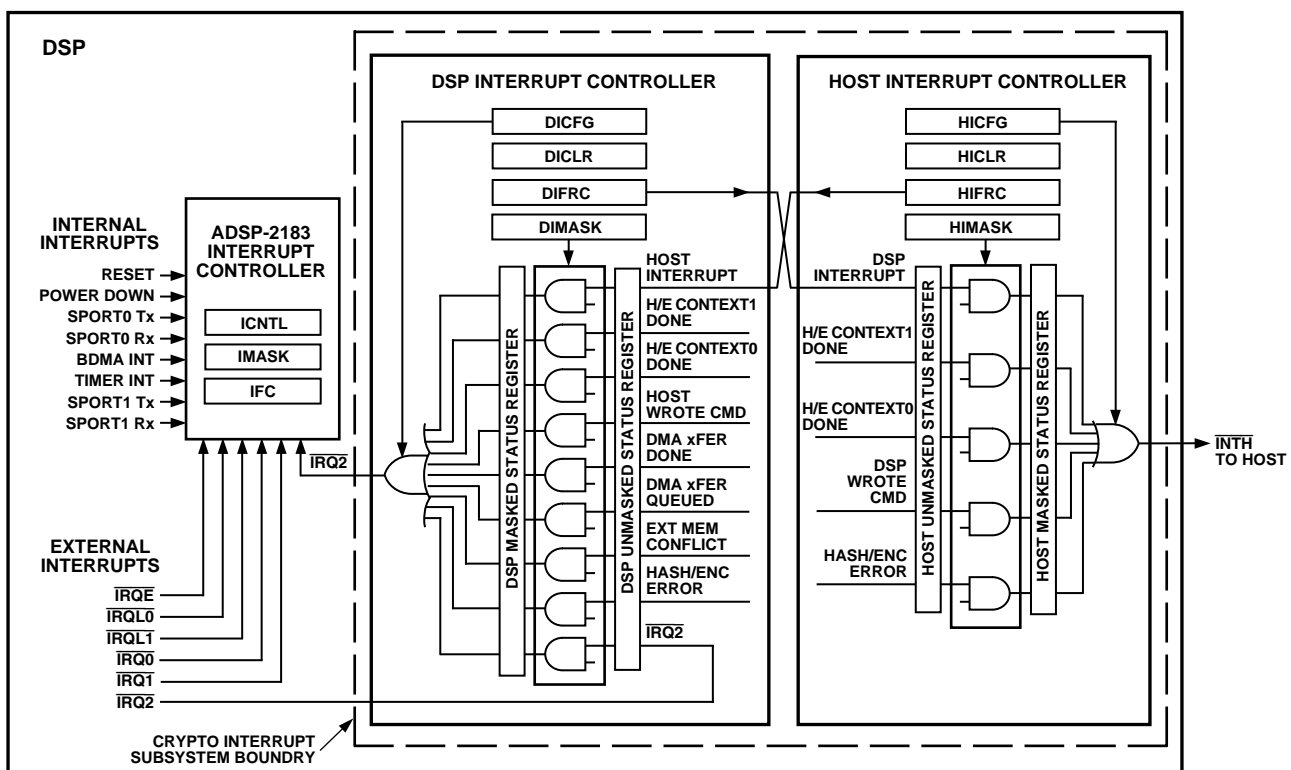 DSP
DSP INTERRUPT CONTROLLER
DICFG
DICLR
DIFRC
DIMASK
HOST INTERRUPT CONTROLLER
HICFG
HICLR
HIFRC
HIMASK
INTERNAL
INTERRUPTS
RESET
POWER DOWN
SPORT0 Tx
SPORT0 Rx
BDMA INT
TIMER INT
SPORT1 Tx
SPORT1 Rx
ADSP-2183
INTERRUPT
CONTROLLER
ICNTL
IMASK
IFC
IRQ2
EXTERNAL
INTERRUPTS
IRQE
IRQL0
IRQL1
IRQ0
IRQ1
IRQ2
DSP MASKED STATUS REGISTER
DSP UNMASKED STATUS REGISTER
HOST
INTERRUPT
H/E CONTEXT1
DONE
H/E CONTEXT0
DONE
HOST
WROTE CMD
DMA xFER
DONE
DMA xFER
QUEUED
EXT MEM
CONFLICT
HASH/ENC
ERROR
IRQ2
DSP
INTERRUPT
H/E CONTEXT1
DONE
H/E CONTEXT0
DONE
DSP
WROTE
CMD
HASH/ENC
ERROR
HOST UNMASKED STATUS REGISTER
HOST MASKED STATUS REGISTER
INTH
TO HOST
CRYPTO INTERRUPT
SUBSYSTEM BOUNDRY